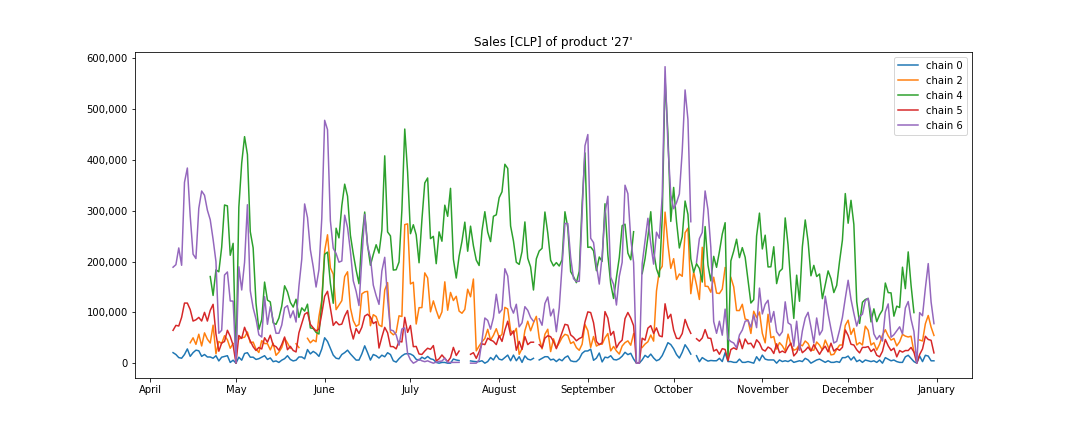 Sales [CLP] of product '27'
600,000
500,000
400,000
300,000
200,000
100,000
0
chain 0
chain 2
chain 4
chain 5
chain 6
April May June July August September October November December January